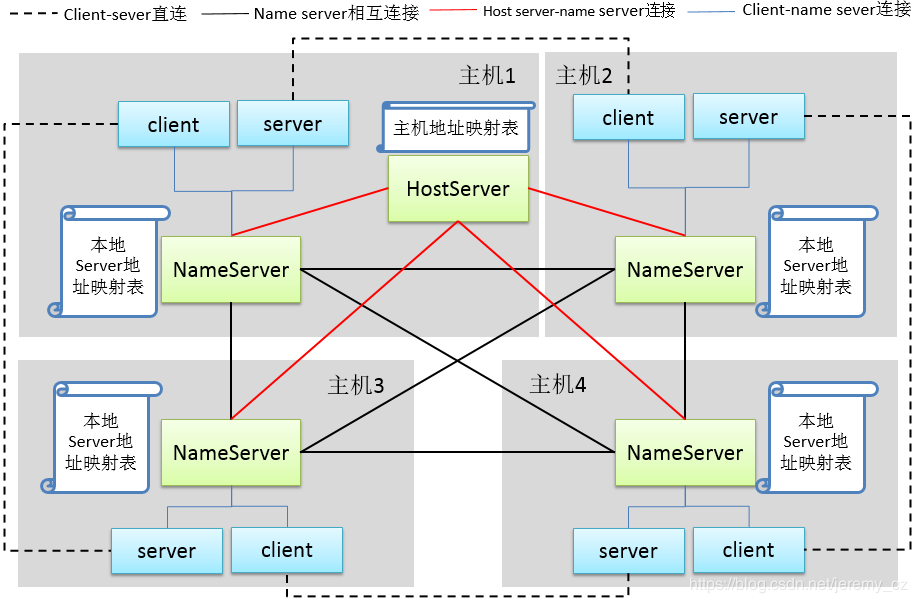 Client-sever直连
Name server相互连接
Host server-name server连接
Client-name sever连接
主机1
client
server
主机地址映射表
HostServer
本地
Server地
址映射表
NameServer
主机2
client
server
NameServer
本地
Server地
址映射表
主机3
本地
Server地
址映射表
NameServer
server
client
主机4
NameServer
本地
Server地
址映射表
server
client
https://blog.csdn.net/jeremy_cz